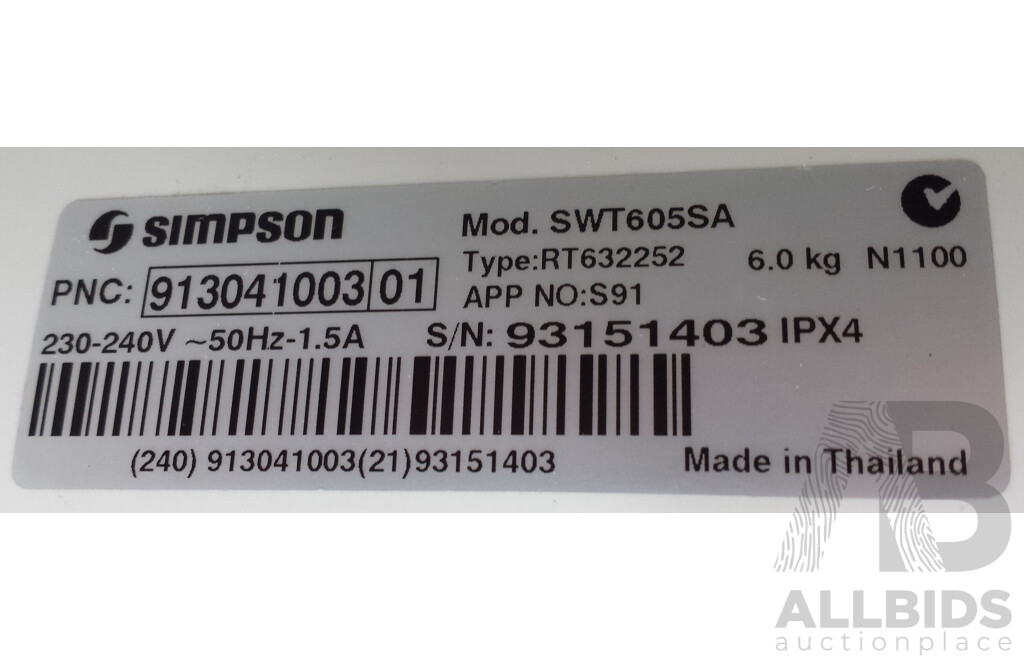 SIMPSON
Mod. SWT605SA
Type:RT632252 6.0 kg N1100
PNC: 913041003 01 APP NO:S91
230-240V ~50Hz-1.5A S/N: 93151403 IPX4
(240) 913041003(21)93151403 Made in Thailand
AB
ALLBIDS
auctionplace